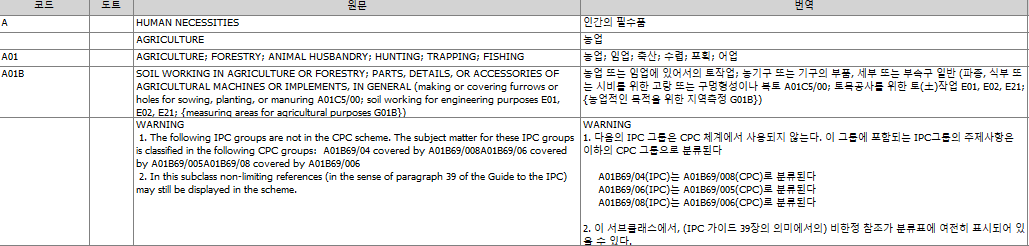 코드 도트 원문 번역
A HUMAN NECESSITIES 인간의 필수품
AGRICULTURE 농업
A01 AGRICULTURE; FORESTRY; ANIMAL HUSBANDRY; HUNTING; TRAPPING; FISHING 농업; 임업; 축산; 수렵; 포획; 어업
A01B
SOIL WORKING IN AGRICULTURE OR FORESTRY; PARTS, DETAILS, OR ACCESSORIES OF
AGRICULTURAL MACHINES OR IMPLEMENTS, IN GENERAL (making or covering furrows or
holes for sowing, planting, or manuring A01C5/00; soil working for engineering purposes E01,
E02, E21; {measuring areas for agricultural purposes G01B})
농업 또는 임업에 있어서의 토작업; 농기구 또는 기구의 부품, 세부 또는 부속구 일반 (파종, 식부 또
는 시비를 위한 고랑 또는 구멍형성이나 복토 A01C5/00; 토목공사를 위한 토(土)작업 E01, E02, E21;
{농업적인 목적을 위한 지역측정 G01B})
WARNING
1. The following IPC groups are not in the CPC scheme. The subject matter for these IPC groups
is classified in the following CPC groups: A01B69/04 covered by A01B69/008A01B69/06 covered
by A01B69/005A01B69/08 covered by A01B69/006
2. In this subclass non-limiting references (in the sense of paragraph 39 of the Guide to the IPC)
may still be displayed in the scheme.
WARNING
1. 다음의 IPC 그룹은 CPC 체계에서 사용되지 않는다. 이 그룹에 포함되는 IPC그룹의 주제사항은
이하의 CPC 그룹으로 분류된다
A01B69/04(IPC)는 A01B69/008(CPC)로 분류된다
A01B69/06(IPC)는 A01B69/005(CPC)로 분류된다
A01B69/08(IPC)는 A01B69/006(CPC)로 분류된다
2. 이 서브클래스에서, (IPC 가이드 39장의 의미에서의) 비한정 참조가 분류표에 여전히 표시되어 있
을 수 있다.